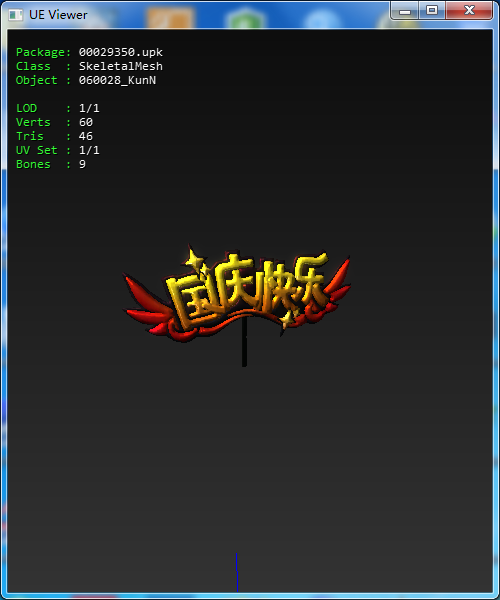 UE Viewer
Package: 00029350.upk
Class : SkeletalMesh
Object : 060028_KunN
LOD : 1/1
Verts : 60
Tris : 46
UV Set : 1/1
Bones : 9
国庆快乐